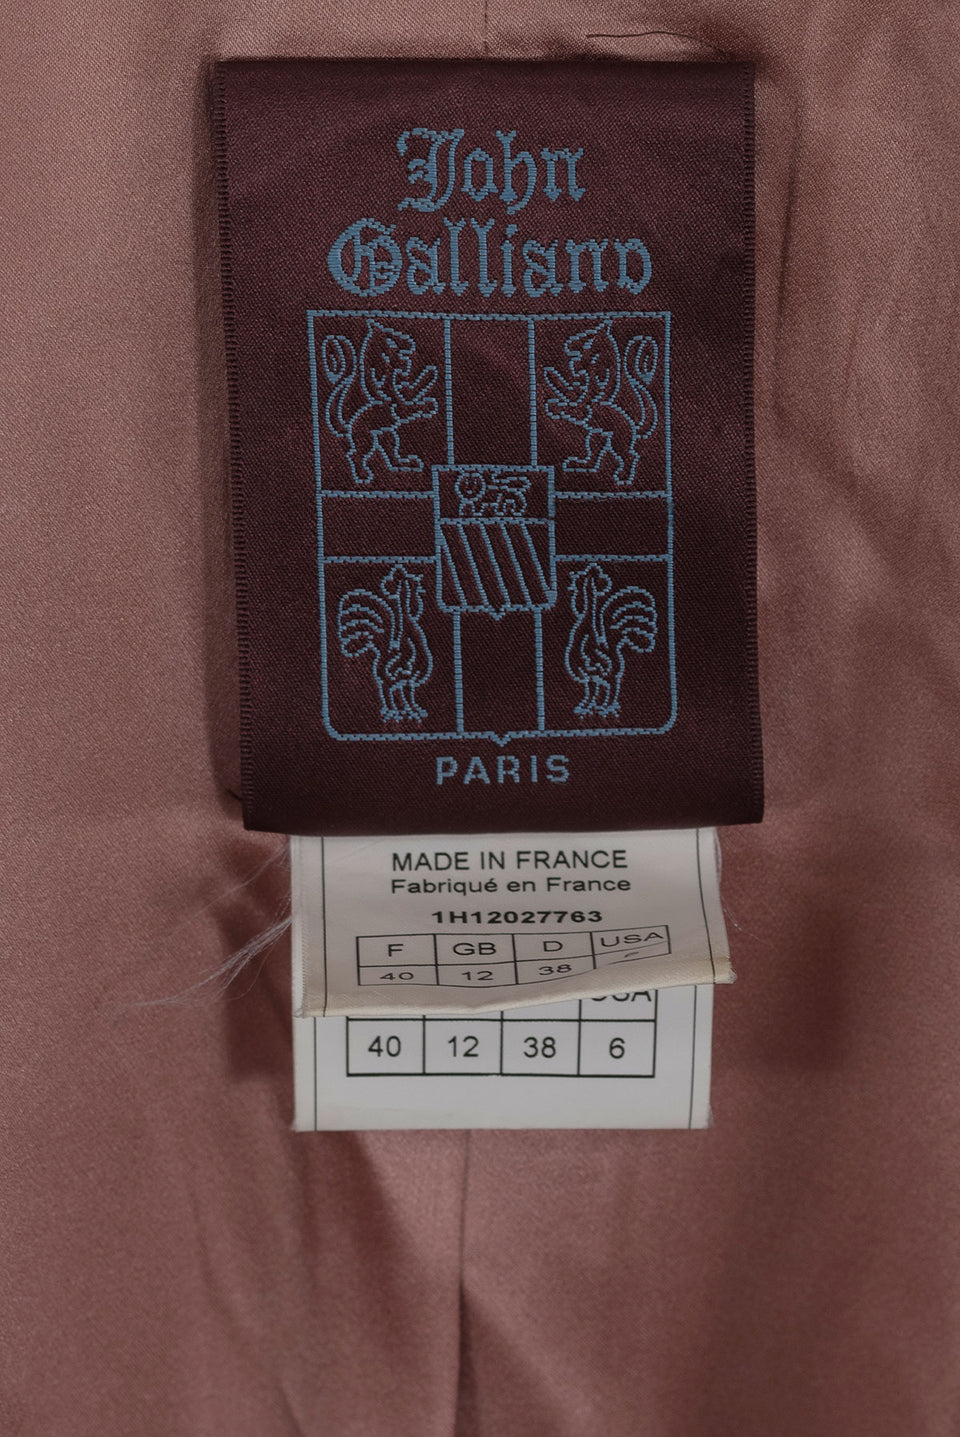 John
Galliano
PARIS
MADE IN FRANCE
Fabriqué en France
1H12027763
F GB D USA
40 12 38
USA
40 12 38 6